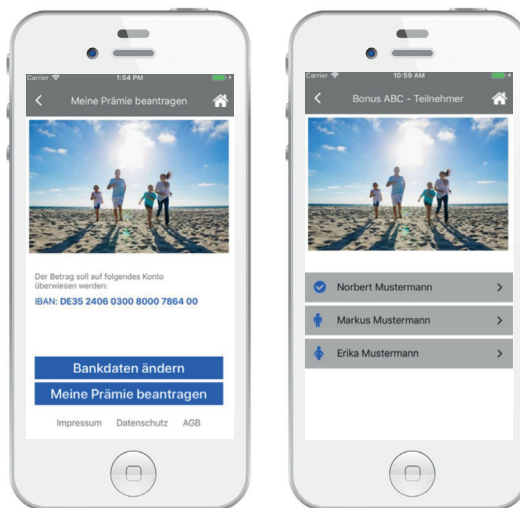 Carrier 1:54 PM
Meine Prämie beantragen
Der Betrag soll auf folgendes Konto
überwiesen werden:
IBAN: DE35 2406 0300 8000 7864 00
Bankdaten ändern
Meine Prämie beantragen
Impressum Datenschutz AGB
Carrier 10:59 AM
Bonus ABC - Teilnehmer
Norbert Mustermann
Markus Mustermann
Erika Mustermann